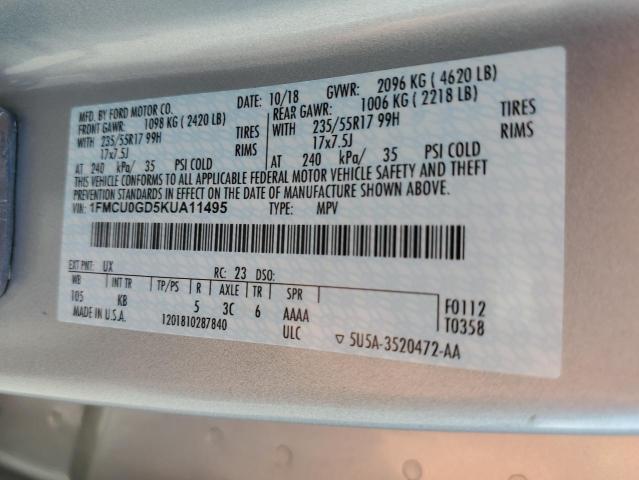 MFD. BY FORD MOTOR CO.
DATE: 10/18 GVWR: 2096 KG ( 4620 LB)
FRONT GAWR: 1098 KG ( 2420 LB)
REAR GAWR: 1006 KG ( 2218 LB)
WITH 235/55R17 99H TIRES
WITH 235/55R17 99H TIRES
17x7.5J RIMS
17x7.5J RIMS
AT 240 kPa/ 35 PSI COLD
AT 240 kPa/ 35 PSI COLD
THIS VEHICLE CONFORMS TO ALL APPLICABLE FEDERAL MOTOR VEHICLE SAFETY AND THEFT
PREVENTION STANDARDS IN EFFECT ON THE DATE OF MANUFACTURE SHOWN ABOVE.
VIN: 1FMCU0GD5KUA11495 TYPE: MPV
EXT PNT: UX RC: 23 DSO:
WB INT TR TP/PS R AXLE TR SPR
105 KB 5 3C 6 AAAA
F0112
T0358
MADE IN U.S.A. 1201810287840 ULC
▽ 5U5A-3520472-AA